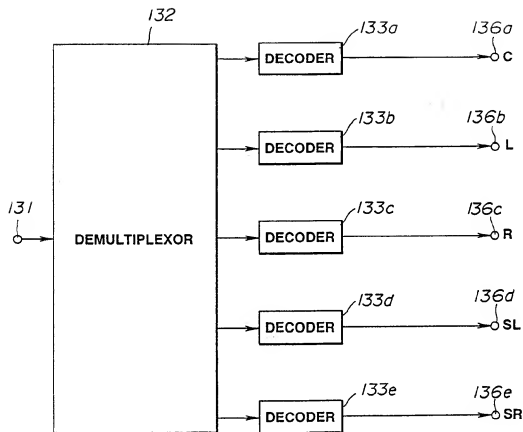 132
133a
136a
DECODER
C
133b
136b
DECODER
L
131
133c
136c
DEMULTIPLEXOR
DECODER
R
133d
136d
DECODER
SL
133e
136e
DECODER
SR